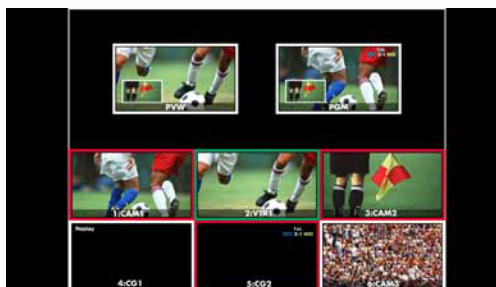 PVW
PGM
1:CAM1
2:VTR1
3:CAM2
Replay
4:CG1
5:CG2
6:CAM3